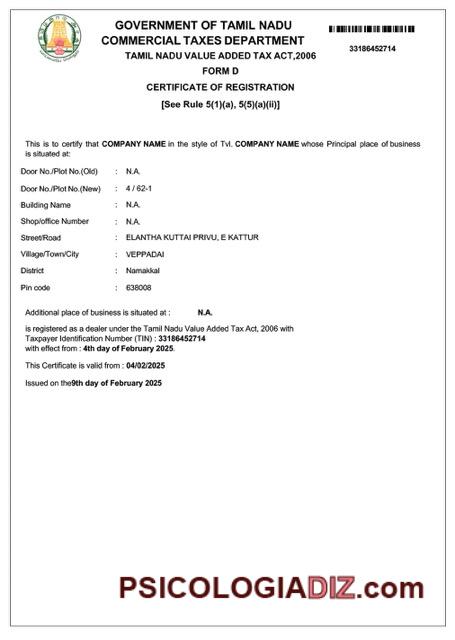 GOVERNMENT OF TAMIL NADU
COMMERCIAL TAXES DEPARTMENT
TAMIL NADU VALUE ADDED TAX ACT,2006
33186452714
FORM D
CERTIFICATE OF REGISTRATION
[See Rule 5(1)(a), 5(5)(a)(ii)]
This is to certify that COMPANY NAME in the style of Tvl. COMPANY NAME whose Principal place of business
is situated at:
Door No./Plot No.(Old) : N.A.
Door No./Plot No.(New) : 4 / 62-1
Building Name : N.A.
Shop/office Number : N.A.
Street/Road : ELANTHA KUTTAI PRIVU, E KATTUR
Village/Town/City : VEPPADAI
District : Namakkal
Pin code : 638008
Additional place of business is situated at : N.A.
is registered as a dealer under the Tamil Nadu Value Added Tax Act, 2006 with
Taxpayer Identification Number (TIN) : 33186452714
with effect from : 4th day of February 2025.
This Certificate is valid from : 04/02/2025
Issued on the9th day of February 2025
PSICOLOGIADIZ.com